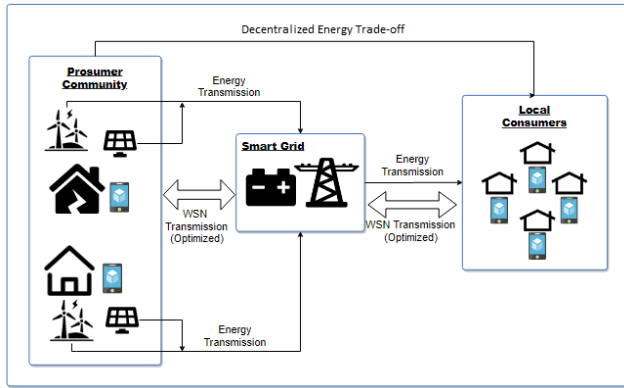 Decentralized Energy Trade-off
Prosumer
Community
Energy
Transmission
Local
Consumers
Smart Grid
Energy
Transmission
WSN
Transmission
(Optimized)
WSN Transmission
(Optimized)
Energy
Transmission